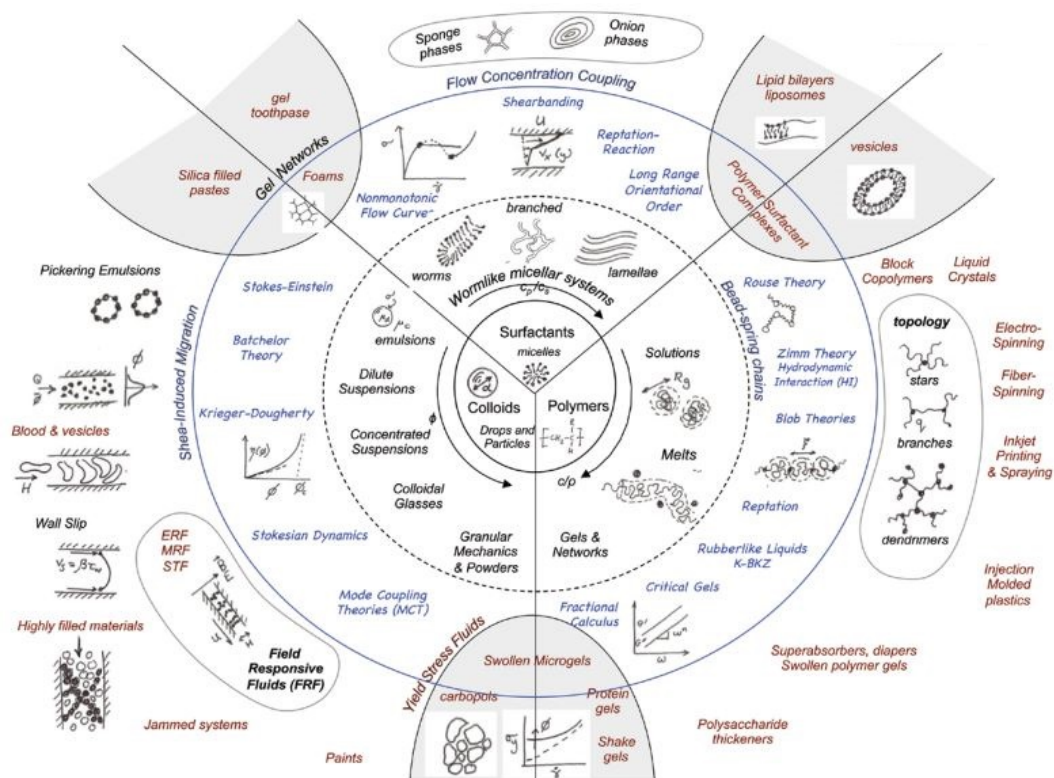 Sponge
phases
Onion
phases
Flow Concentration Coupling
gel
toothpase
Silica filled
pastes
Gel Networks
Foams
Shearbanding
Reptation-
Reaction
Long Range
Orientational
Order
Nonmonotonic
Flow Curve
Lipid bilayers
liposomes
vesicles
Polymer Surfactant
Complexes
branched
worms
lamellae
Wormlike micellar systems
cp/cs
Surfactants
micelles
Colloids
Drops and
Particles
Polymers
Pickering Emulsions
Blood & vesicles
H
Wall Slip
Highly filled materials
Jammed systems
ERF
MRF
STF
Field
Responsive
Fluids (FRF)
Shea-Induced Migration
Stokes-Einstein
Batchelor
Theory
Krieger-Dougherty
Stokesian Dynamics
Mode Coupling
Theories (MCT)
emulsions
Dilute
Suspensions
ϕ
Concentrated
Suspensions
Colloidal
Glasses
Granular
Mechanics
& Powders
Solutions
Rg
Melts
c/ρ
Gels &
Networks
Bead-spring chains
Rouse Theory
Zimm Theory
Hydrodynamic
Interaction (HI)
Blob Theories
Reptation
Rubberlike Liquids
K-BKZ
Critical Gels
Fractional
Calculus
G'
G"
ω
Block
Copolymers
Liquid
Crystals
topology
stars
branches
dendrimers
Electro-
Spinning
Fiber-
Spinning
Inkjet
Printing
& Spraying
Injection
Molded
plastics
Superabsorbers, diapers
Swollen polymer gels
Polysaccharide
thickeners
Yield Stress Fluids
Swollen Microgels
carbopols
Protein
gels
Shake
gels
Paints